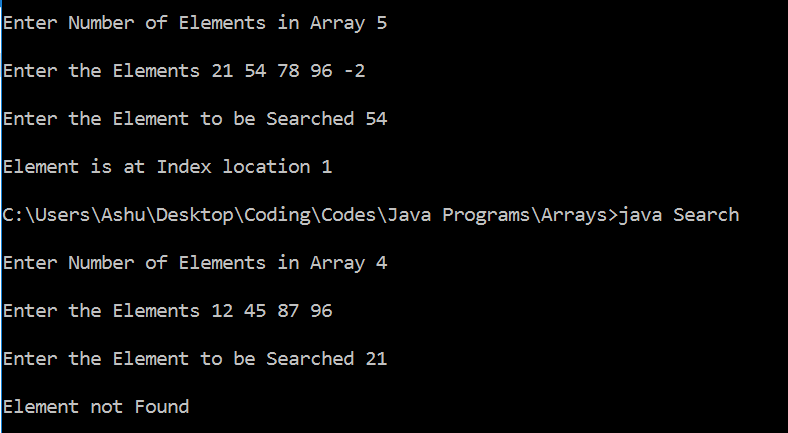 Enter Number of Elements in Array 5
Enter the Elements 21 54 78 96 -2
Enter the Element to be Searched 54
Element is at Index location 1
C:\Users\Ashu\Desktop\Coding\Codes\Java Programs\Arrays>java Search
Enter Number of Elements in Array 4
Enter the Elements 12 45 87 96
Enter the Element to be Searched 21
Element not Found